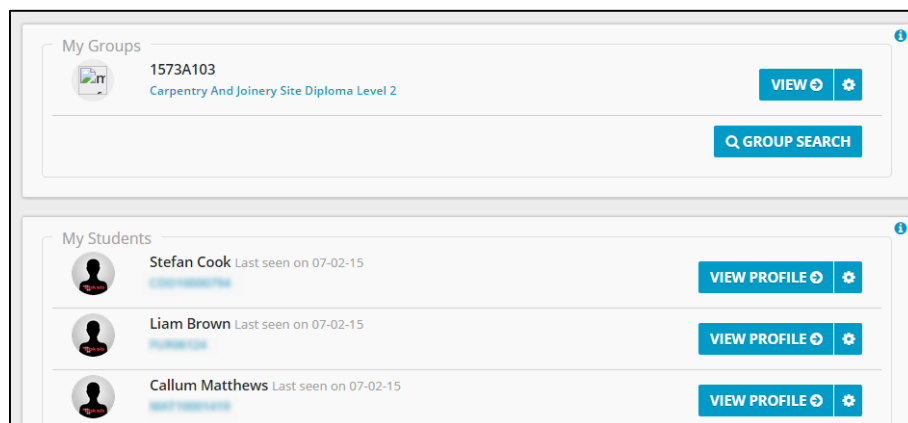 My Groups
1573A103
Carpentry And Joinery Site Diploma Level 2
VIEW
GROUP SEARCH
My Students
Stefan Cook Last seen on 07-02-15
VIEW PROFILE
Liam Brown Last seen on 07-02-15
VIEW PROFILE
Callum Matthews Last seen on 07-02-15
VIEW PROFILE